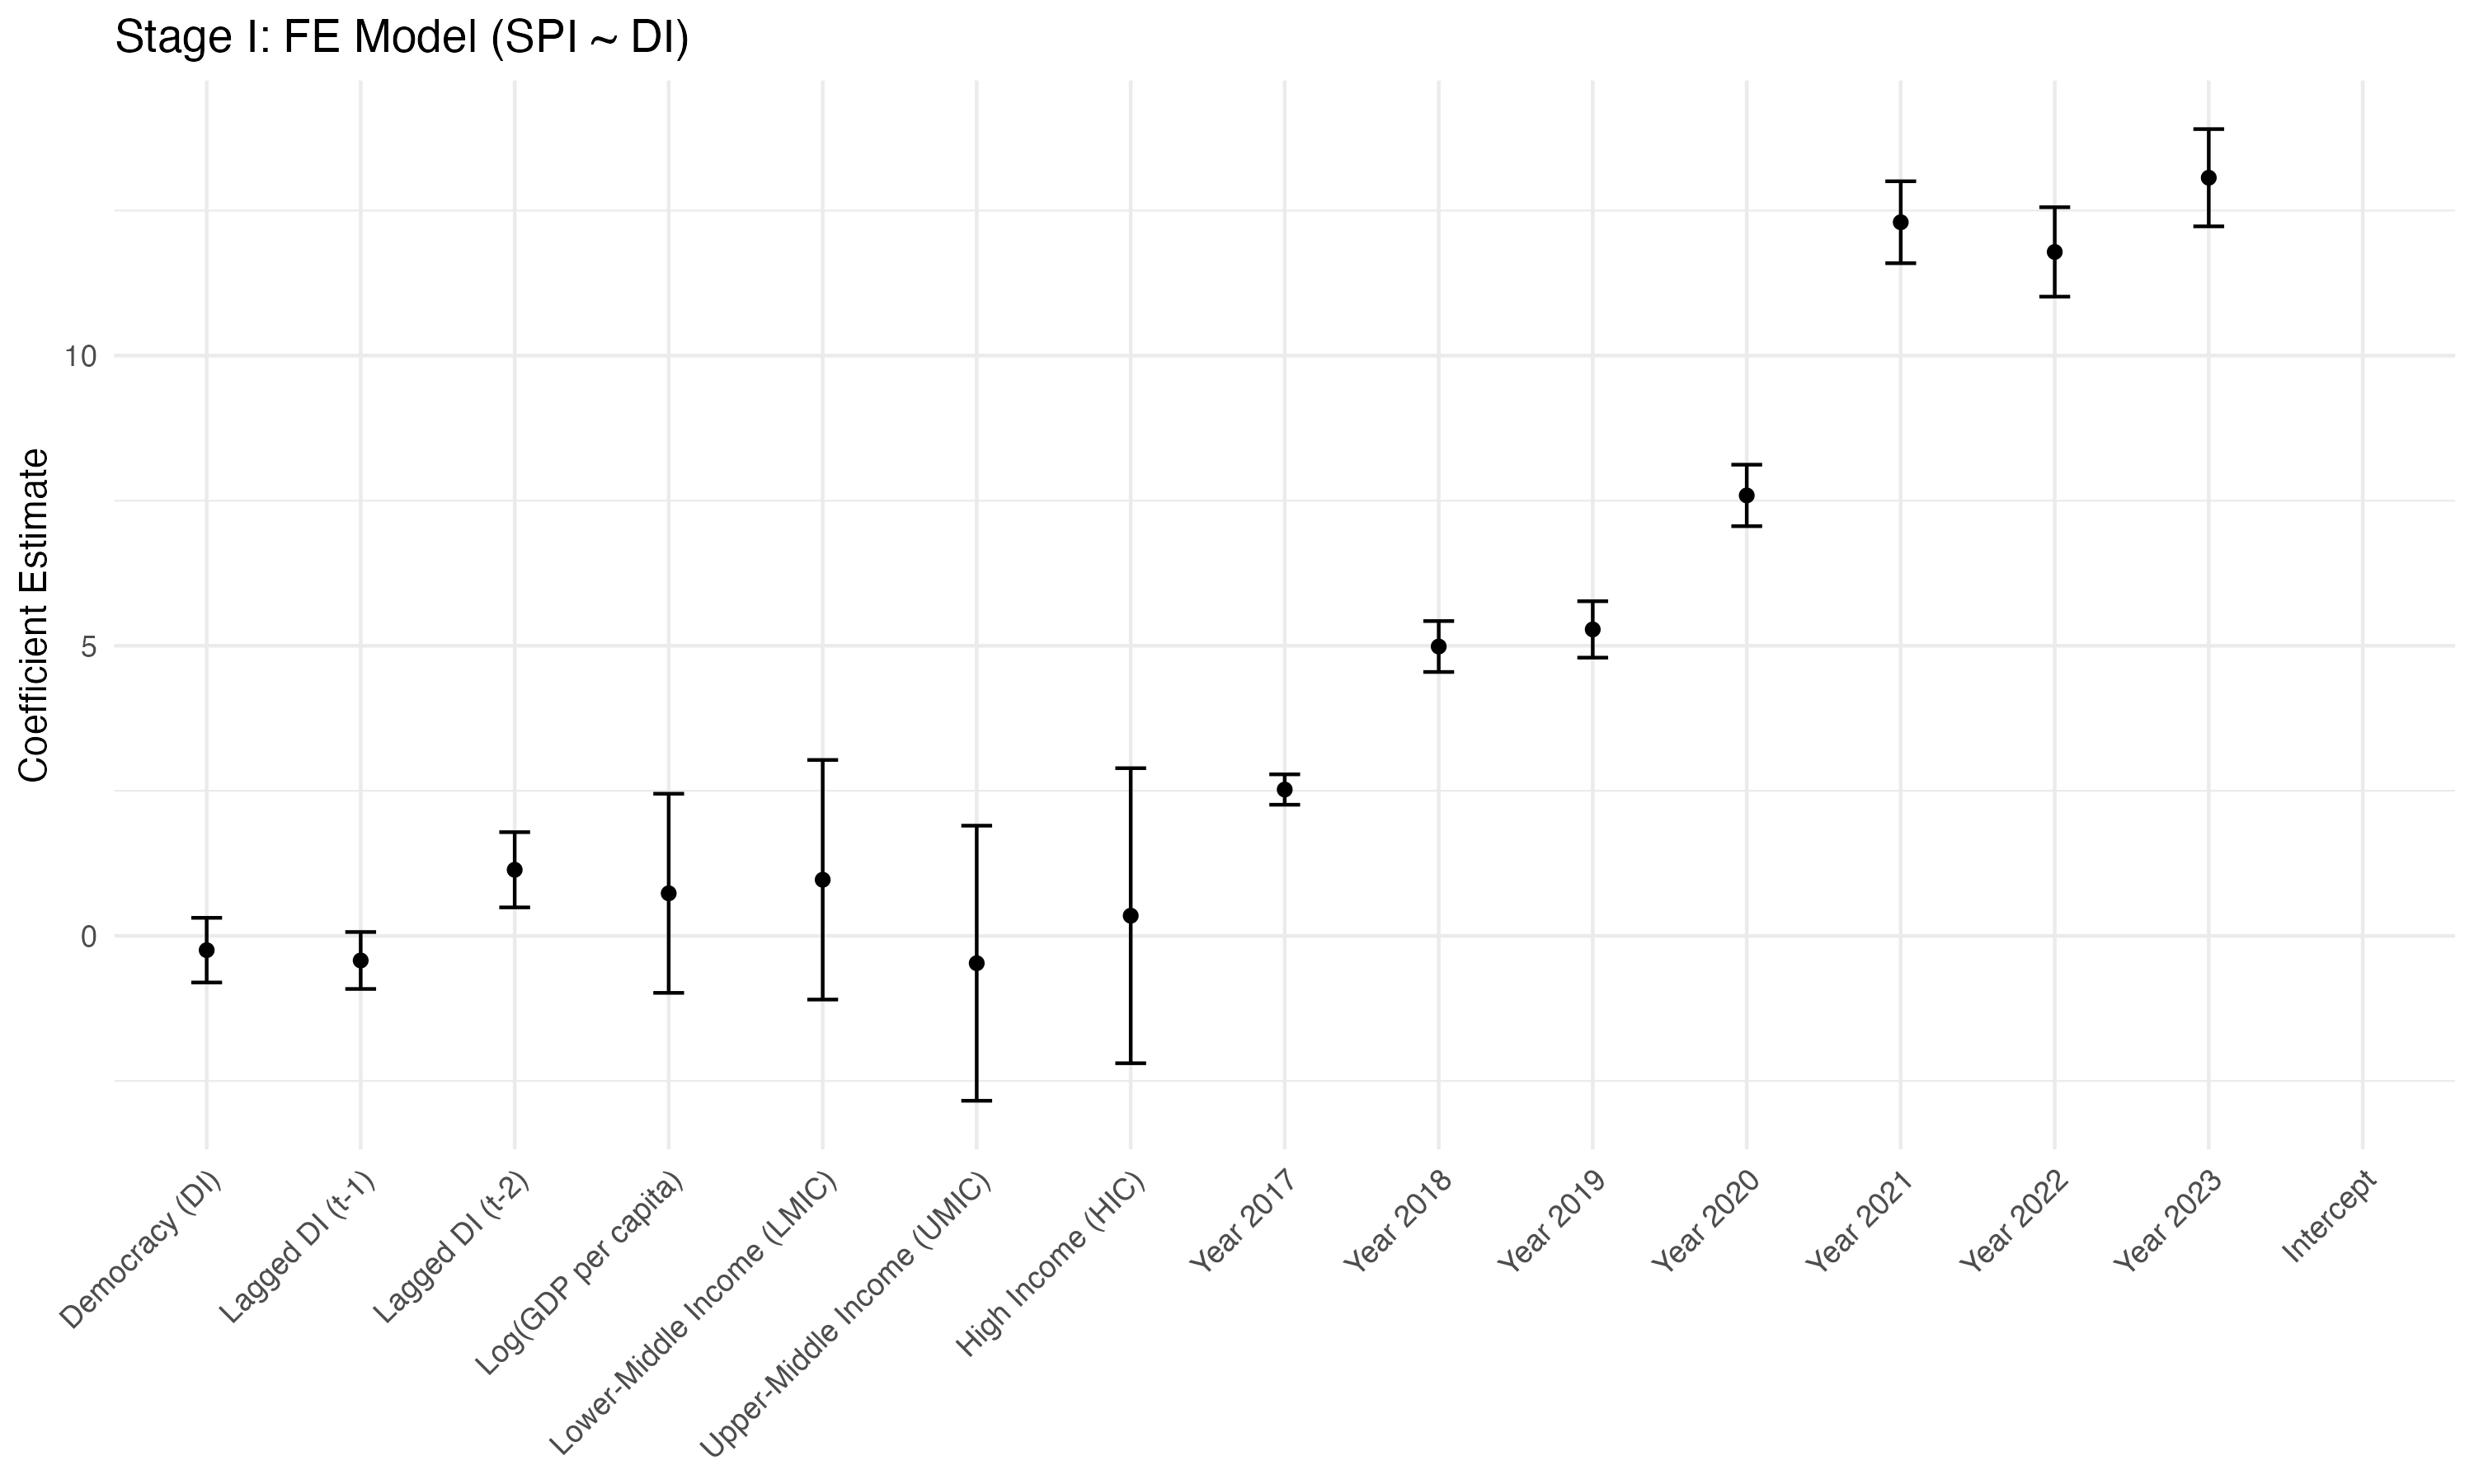 Stage I: FE Model (SPI ~ DI)
Coefficient Estimate
10
5
0
Democracy (DI)
Lagged DI (t-1)
Lagged DI (t-2)
Log(GDP per capita)
Lower-Middle Income (LMIC)
Upper-Middle Income (UMIC)
High Income (HIC)
Year 2017
Year 2018
Year 2019
Year 2020
Year 2021
Year 2022
Year 2023
Intercept